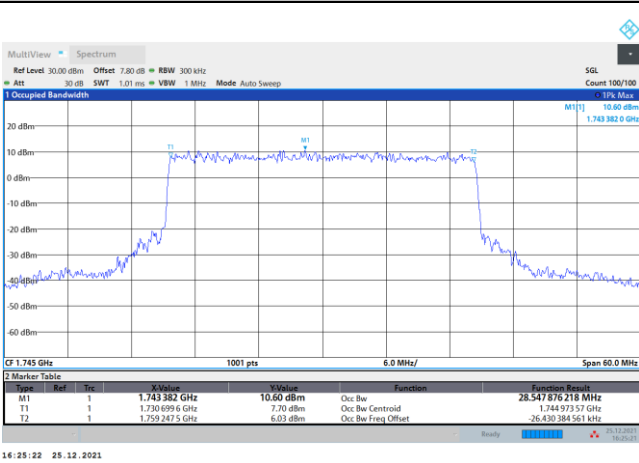 MultiView Spectrum
Ref Level 30.00 dBm Offset 7.80 dB RBW 300 kHz SGL
Att 30 dB SWT 1.01 ms VBW 1 MHz Mode Auto Sweep Count 100/100
1 Occupied Bandwidth 1Pk Max
M1[1] 10.60 dBm
1.743 382 0 GHz
20 dBm
M1
T1
T2
10 dBm
0 dBm
-10 dBm
-20 dBm
-30 dBm
-40 dBm
-50 dBm
-60 dBm
CF 1.745 GHz 1001 pts 6.0 MHz/ Span 60.0 MHz
2 Marker Table
Type Ref Trc X-Value Y-Value Function Function Result
M1 1 1.743 382 GHz 10.60 dBm Occ Bw 28.547 876 218 MHz
T1 1 1.730 699 6 GHz 7.70 dBm Occ Bw Centroid 1.744 973 57 GHz
T2 1 1.759 247 5 GHz 6.03 dBm Occ Bw Freq Offset -26.430 384 561 kHz
Ready 25.12.2021
16:25:21
16:25:22 25.12.2021